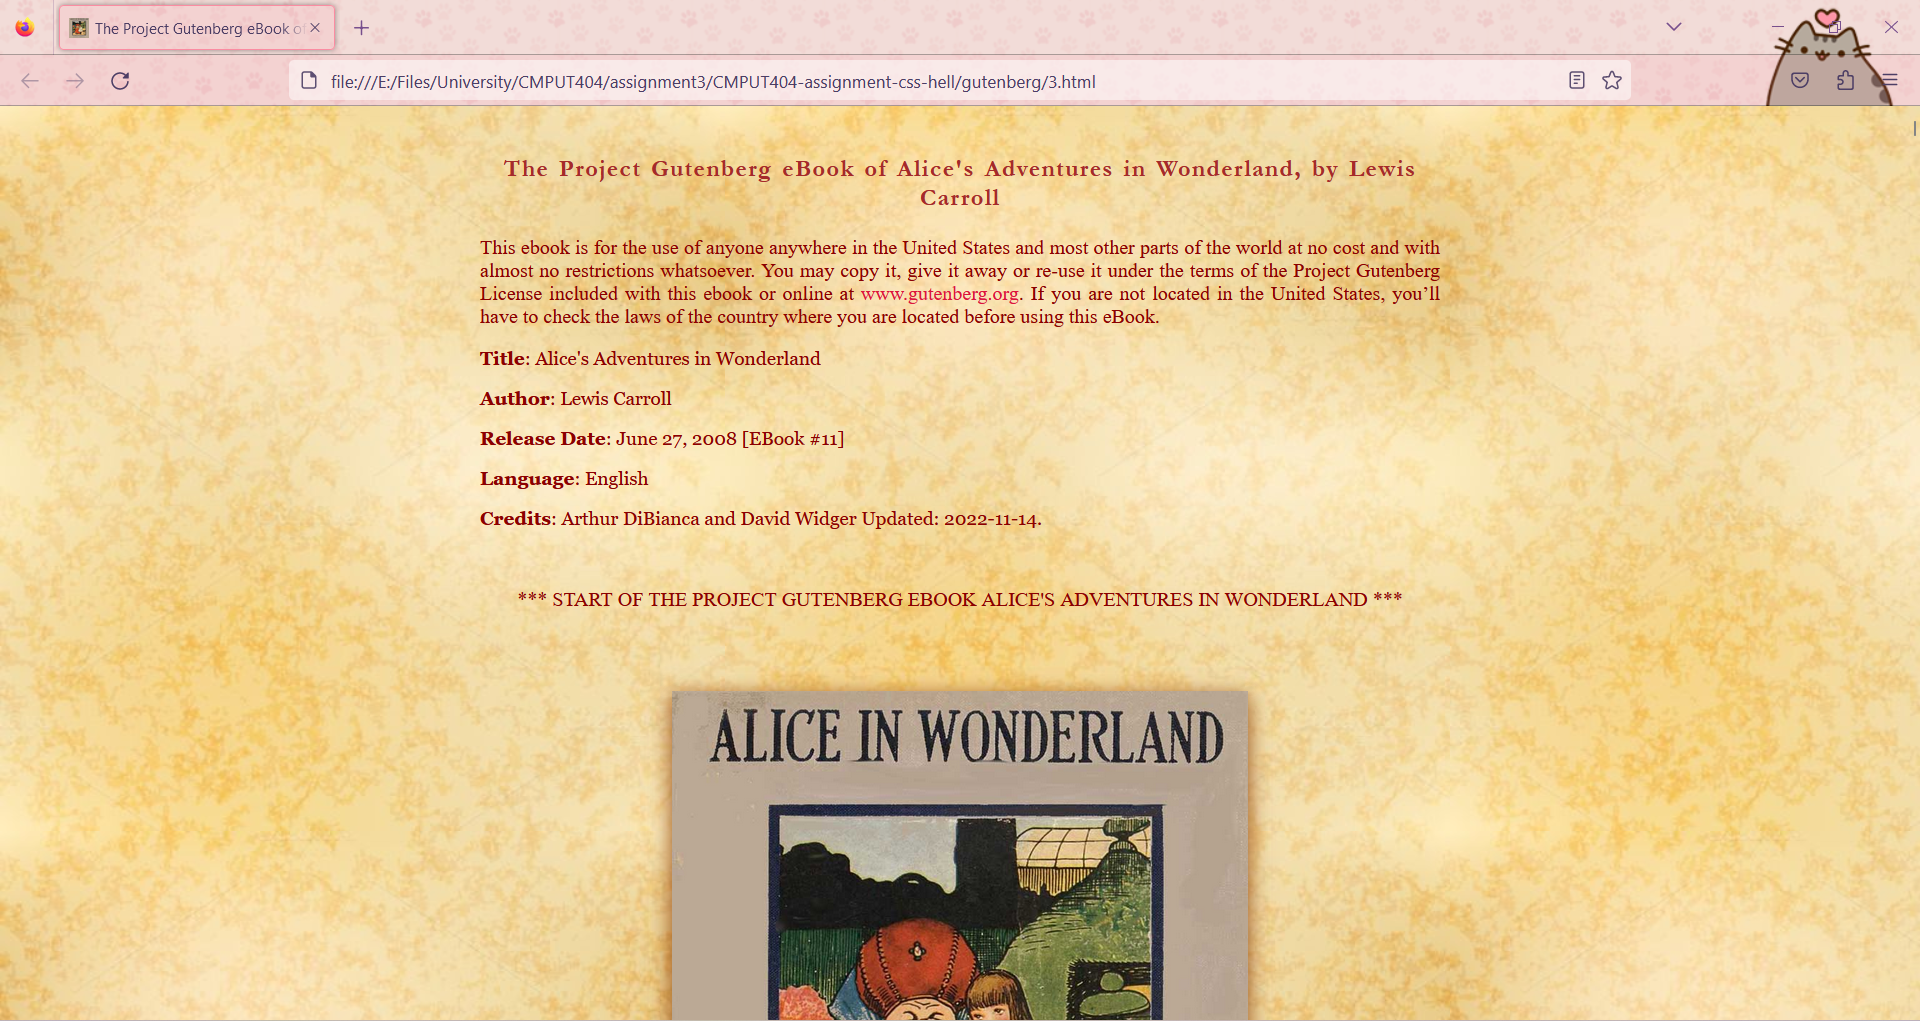 The Project Gutenberg eBook o
file:///E:/Files/University/CMPUT404/assignment3/CMPUT404-assignment-css-hell/gutenberg/3.html
The Project Gutenberg eBook of Alice's Adventures in Wonderland, by Lewis
Carroll
This ebook is for the use of anyone anywhere in the United States and most other parts of the world at no cost and with
almost no restrictions whatsoever. You may copy it, give it away or re-use it under the terms of the Project Gutenberg
License included with this ebook or online at www.gutenberg.org. If you are not located in the United States, you’ll
have to check the laws of the country where you are located before using this eBook.
Title: Alice's Adventures in Wonderland
Author: Lewis Carroll
Release Date: June 27, 2008 [EBook #11]
Language: English
Credits: Arthur DiBianca and David Widger Updated: 2022-11-14.
*** START OF THE PROJECT GUTENBERG EBOOK ALICE'S ADVENTURES IN WONDERLAND ***
ALICE IN WONDERLAND